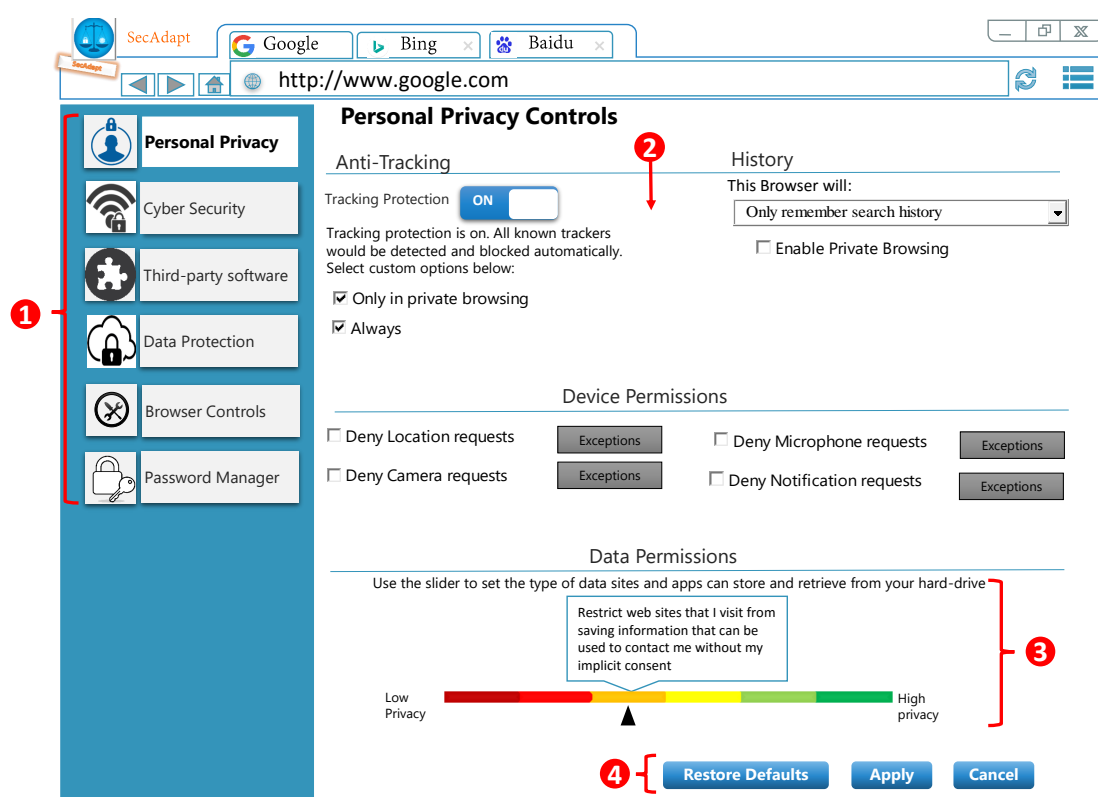 SecAdapt
Google
Bing
Baidu
SecAdapt
http://www.google.com
Personal Privacy Controls
1
Personal Privacy
Cyber Security
Third-party software
Data Protection
Browser Controls
Password Manager
2
Anti-Tracking
Tracking Protection ON
Tracking protection is on. All known trackers
would be detected and blocked automatically.
Select custom options below:
Only in private browsing
Always
History
This Browser will:
Only remember search history
Enable Private Browsing
Device Permissions
Deny Location requests Exceptions
Deny Microphone requests Exceptions
Deny Camera requests Exceptions
Deny Notification requests Exceptions
Data Permissions
Use the slider to set the type of data sites and apps can store and retrieve from your hard-drive
Restrict web sites that I visit from
saving information that can be
used to contact me without my
implicit consent
3
Low
Privacy
High
privacy
4
Restore Defaults Apply Cancel